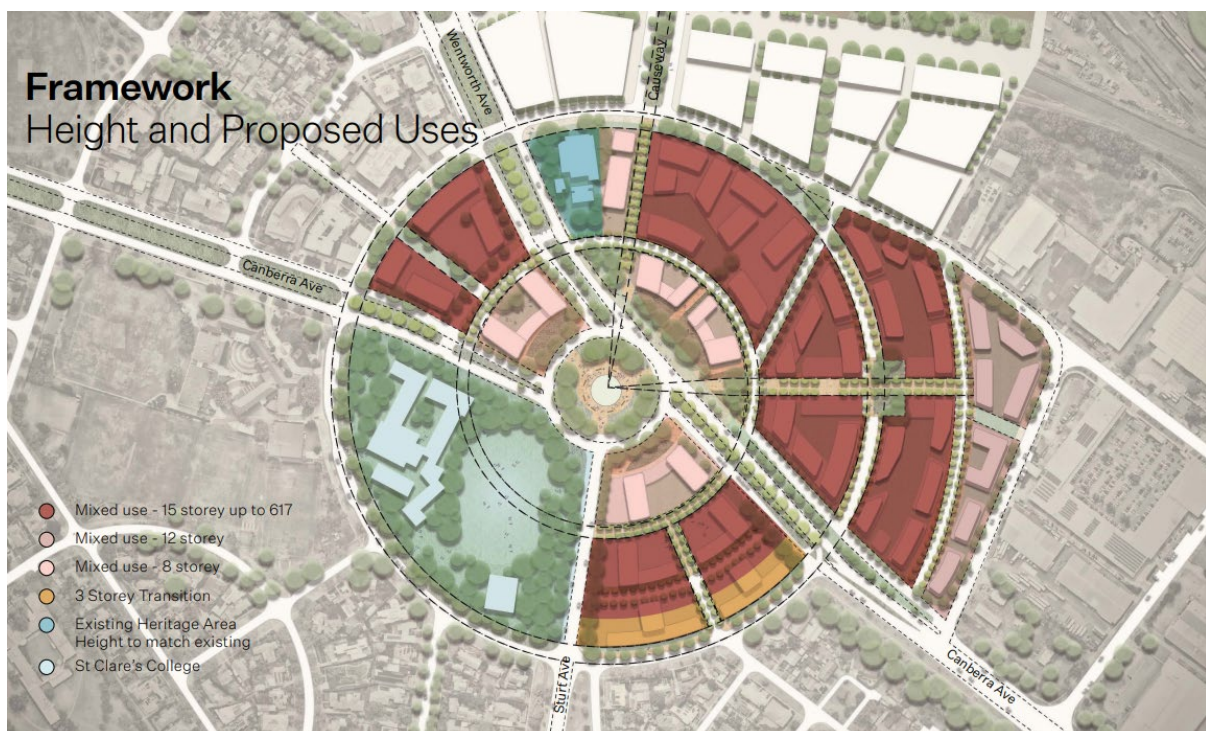 Framework
Height and Proposed Uses
Wentworth Ave
Causeway
Canberra Ave
Mixed use - 15 storey up to 617
Mixed use - 12 storey
Mixed use - 8 storey
3 Storey Transition
Existing Heritage Area
Height to match existing
St Clare's College
Sturt Ave
Canberra Ave